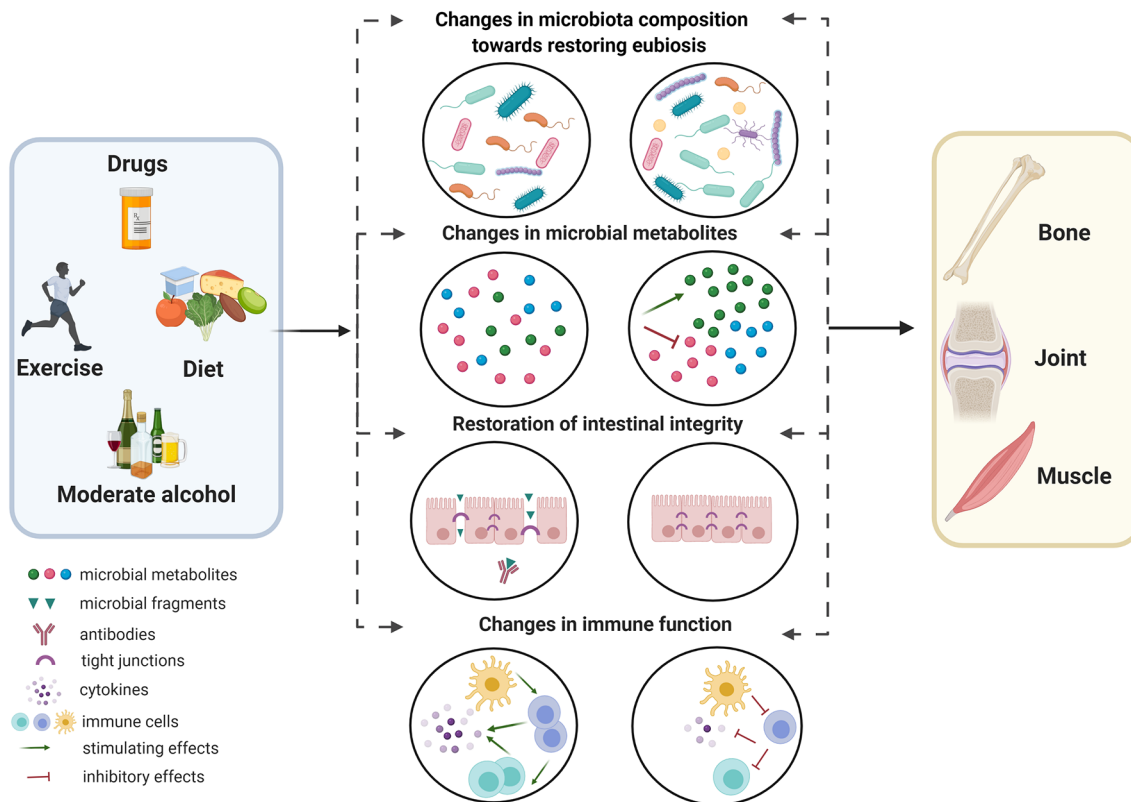 Changes in microbiota composition
towards restoring eubiosis
Drugs
Rx
Exercise
Diet
Moderate alcohol
Changes in microbial metabolites
Restoration of intestinal integrity
Changes in immune function
Bone
Joint
Muscle
microbial metabolites
microbial fragments
antibodies
tight junctions
cytokines
immune cells
stimulating effects
inhibitory effects